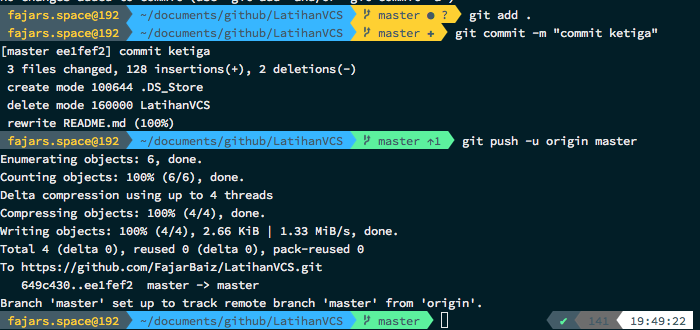 fajars.space@192 ~/documents/github/LatihanVCS master ● ? git add .
fajars.space@192 ~/documents/github/LatihanVCS master + git commit -m "commit ketiga"
[master ee1fef2] commit ketiga
3 files changed, 128 insertions(+), 2 deletions(-)
create mode 100644 .DS_Store
delete mode 160000 LatihanVCS
rewrite README.md (100%)
fajars.space@192 ~/documents/github/LatihanVCS master ↑1 git push -u origin master
Enumerating objects: 6, done.
Counting objects: 100% (6/6), done.
Delta compression using up to 4 threads
Compressing objects: 100% (4/4), done.
Writing objects: 100% (4/4), 2.66 KiB | 1.33 MiB/s, done.
Total 4 (delta 0), reused 0 (delta 0), pack-reused 0
To https://github.com/FajarBaiz/LatihanVCS.git
649c430..ee1fef2 master -> master
Branch 'master' set up to track remote branch 'master' from 'origin'.
fajars.space@192 ~/documents/github/LatihanVCS master ✔ 141 19:49:22